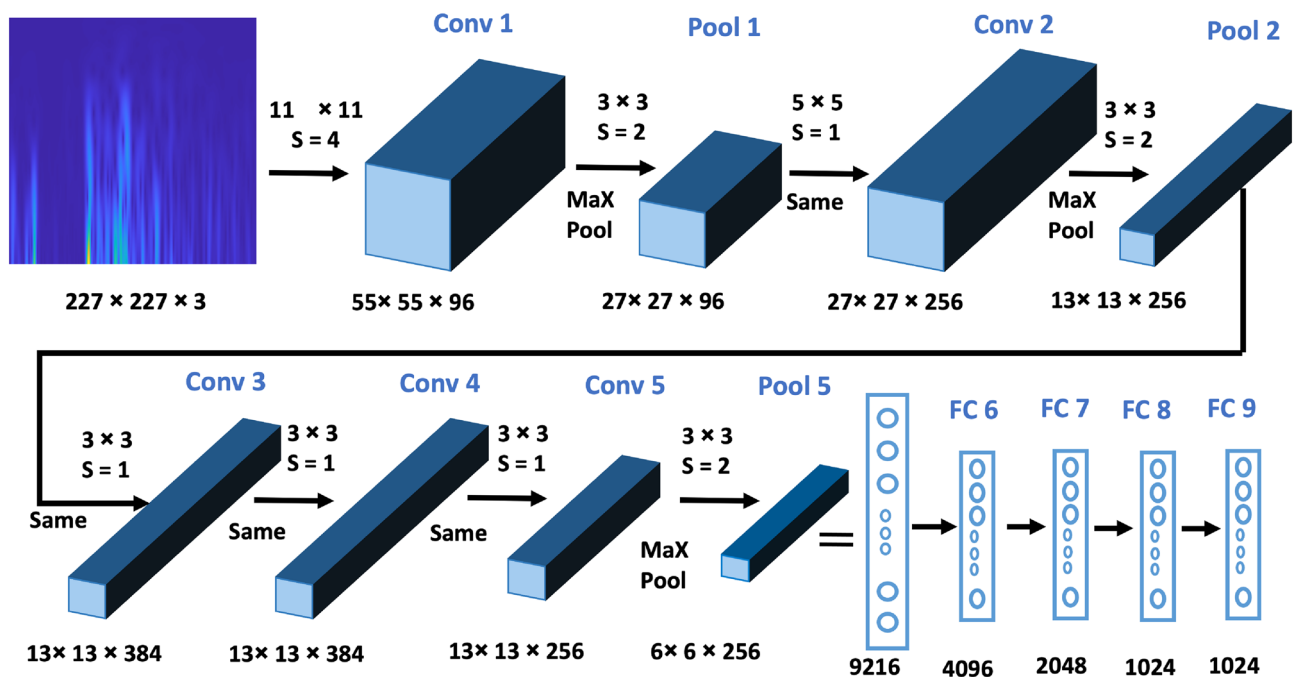 Conv 1
Pool 1
Conv 2
Pool 2
11 × 11
S = 4
3 × 3
S = 2
MaX
Pool
5 × 5
S = 1
Same
3 × 3
S = 2
MaX
Pool
227 × 227 × 3
55× 55 × 96
27× 27 × 96
27× 27 × 256
13× 13 × 256
Conv 3
Conv 4
Conv 5
Pool 5
FC 6
FC 7
FC 8
FC 9
3 × 3
S = 1
Same
3 × 3
S = 1
Same
3 × 3
S = 1
Same
3 × 3
S = 2
MaX
Pool
=
13× 13 × 384
13× 13 × 384
13× 13 × 256
6× 6 × 256
9216
4096
2048
1024
1024